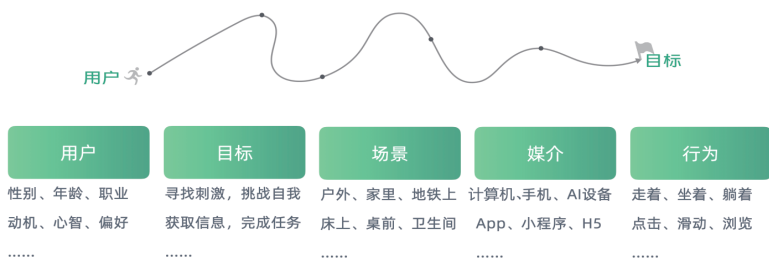 用户
目标
用户
目标
场景
媒介
行为
性别、年龄、职业
动机、心智、偏好
……
寻找刺激，挑战自我
获取信息，完成任务
……
户外、家里、地铁上
床上、桌前、卫生间
……
计算机、手机、AI设备
App、小程序、H5
……
走着、坐着、躺着
点击、滑动、浏览
……